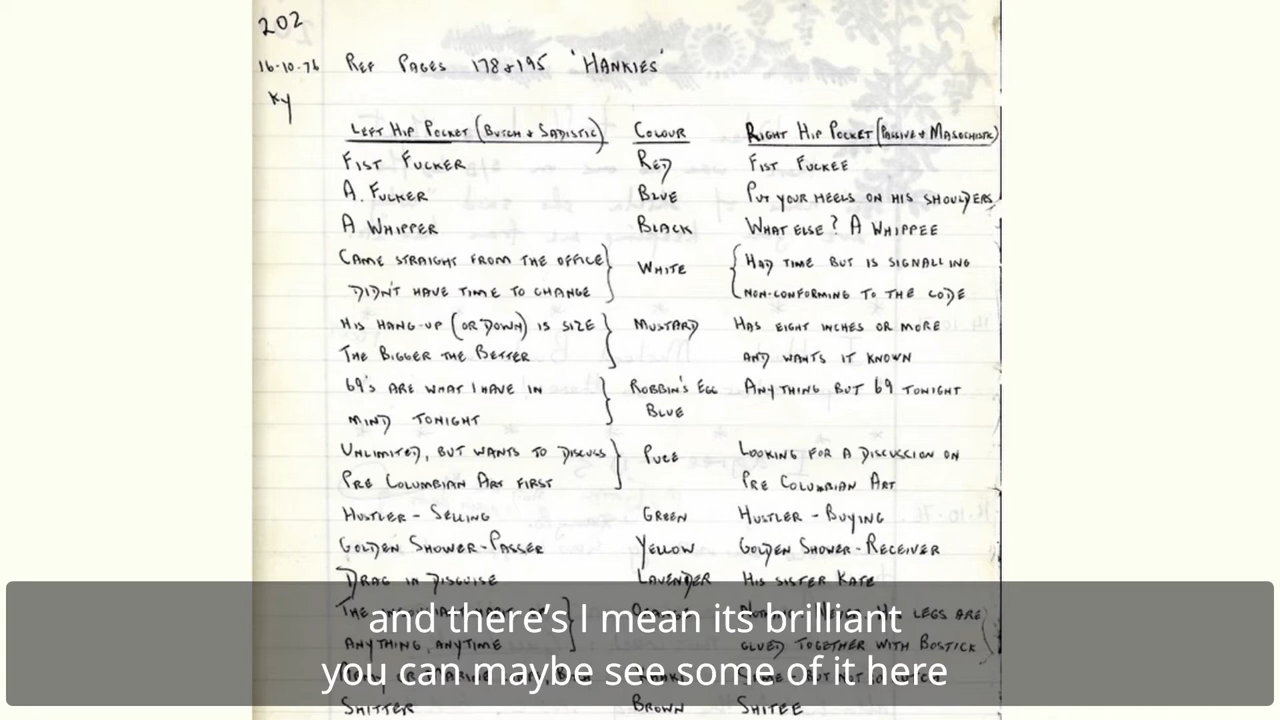 202
16-10-76 REF PAGES 178 & 195 'HANKIES'
KY
LEFT HIP POCKET (BUTCH & SADISTIC) COLOUR RIGHT HIP POCKET (PASSIVE & MASOCHISTIC)
FIST FUCKER RED FIST FUCKEE
A. FUCKER BLUE PUT YOUR HEELS ON HIS SHOULDERS
A WHIPPER BLACK WHAT ELSE? A WHIPPEE
CAME STRAIGHT FROM THE OFFICE WHITE HAD TIME BUT IS SIGNALLING
DIDN'T HAVE TIME TO CHANGE NON-CONFORMING TO THE CODE
HIS HANG-UP (OR DOWN) IS SIZE MUSTARD HAS EIGHT INCHES OR MORE
THE BIGGER THE BETTER AND WANTS IT KNOWN
69'S ARE WHAT I HAVE IN ROBBIN'S EGG ANYTHING BUT 69 TONIGHT
MIND TONIGHT BLUE
UNLIMITED, BUT WANTS TO DISCUSS PUCE LOOKING FOR A DISCUSSION ON
PRE COLUMBIAN ART FIRST PRE COLUMBIAN ART
HUSTLER - SELLING GREEN HUSTLER - BUYING
GOLDEN SHOWER - PASSER YELLOW GOLDEN SHOWER - RECEIVER
DRAG IN DISGUISE LAVENDER HIS SISTER KATE
THE LEGS ARE
ANYTHING, ANYTIME GLUED TOGETHER WITH BOSTICK
SHITTER BROWN SHITEE
and there's I mean its brilliant
you can maybe see some of it here